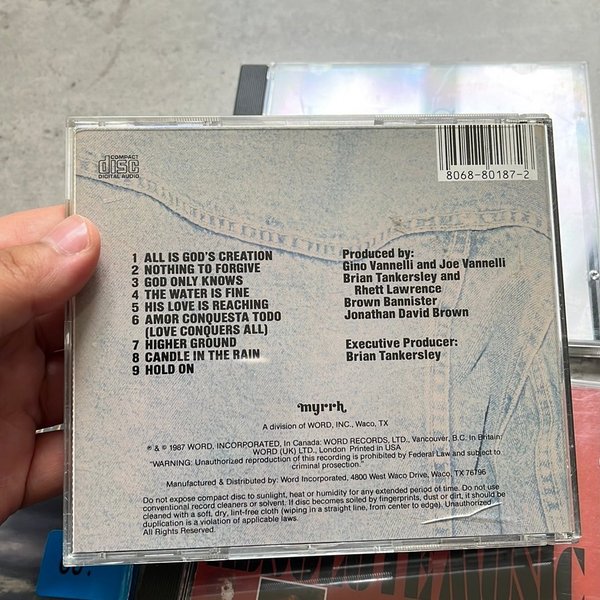 COMPACT
disc
DIGITAL AUDIO
8068-80187-2
1 ALL IS GOD'S CREATION
2 NOTHING TO FORGIVE
3 GOD ONLY KNOWS
4 THE WATER IS FINE
5 HIS LOVE IS REACHING
6 AMOR CONQUESTA TODO
(LOVE CONQUERS ALL)
7 HIGHER GROUND
8 CANDLE IN THE RAIN
9 HOLD ON
Produced by:
Gino Vannelli and Joe Vannelli
Brian Tankersley and
Rhett Lawrence
Brown Bannister
Jonathan David Brown
Executive Producer:
Brian Tankersley
myrrh
A division of WORD, INC., Waco, TX
℗ & © 1987 WORD, INCORPORATED, In Canada: WORD RECORDS, LTD., Vancouver, B.C. In Britain:
WORD (UK) LTD., London Printed in USA
"WARNING: Unauthorized reproduction of this recording is prohibited by Federal Law and subject to
criminal prosecution."
Manufactured & Distributed by: Word Incorporated, 4800 West Waco Drive, Waco, TX 76796
Do not expose compact disc to sunlight, heat or humidity for any extended period of time. Do not use
conventional record cleaners or solvent. If disc becomes soiled by fingerprints, dust or dirt, it should be
cleaned with a soft, dry, lint-free cloth (wiping in a straight line, from center to edge). Unauthorized
duplication is a violation of applicable laws.
All Rights Reserved.